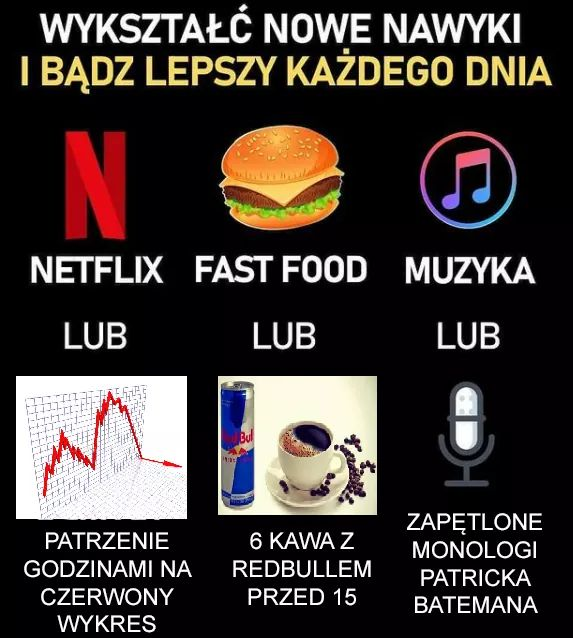 WYKSZTAŁĆ NOWE NAWYKI
I BĄDZ LEPSZY KAŻDEGO DNIA
N
NETFLIX FAST FOOD MUZYKA
LUB LUB LUB
Red Bull
PATRZENIE
GODZINAMI NA
CZERWONY
WYKRES
6 KAWA Z
REDBULLEM
PRZED 15
ZAPĘTLONE
MONOLOGI
PATRICKA
BATEMANA